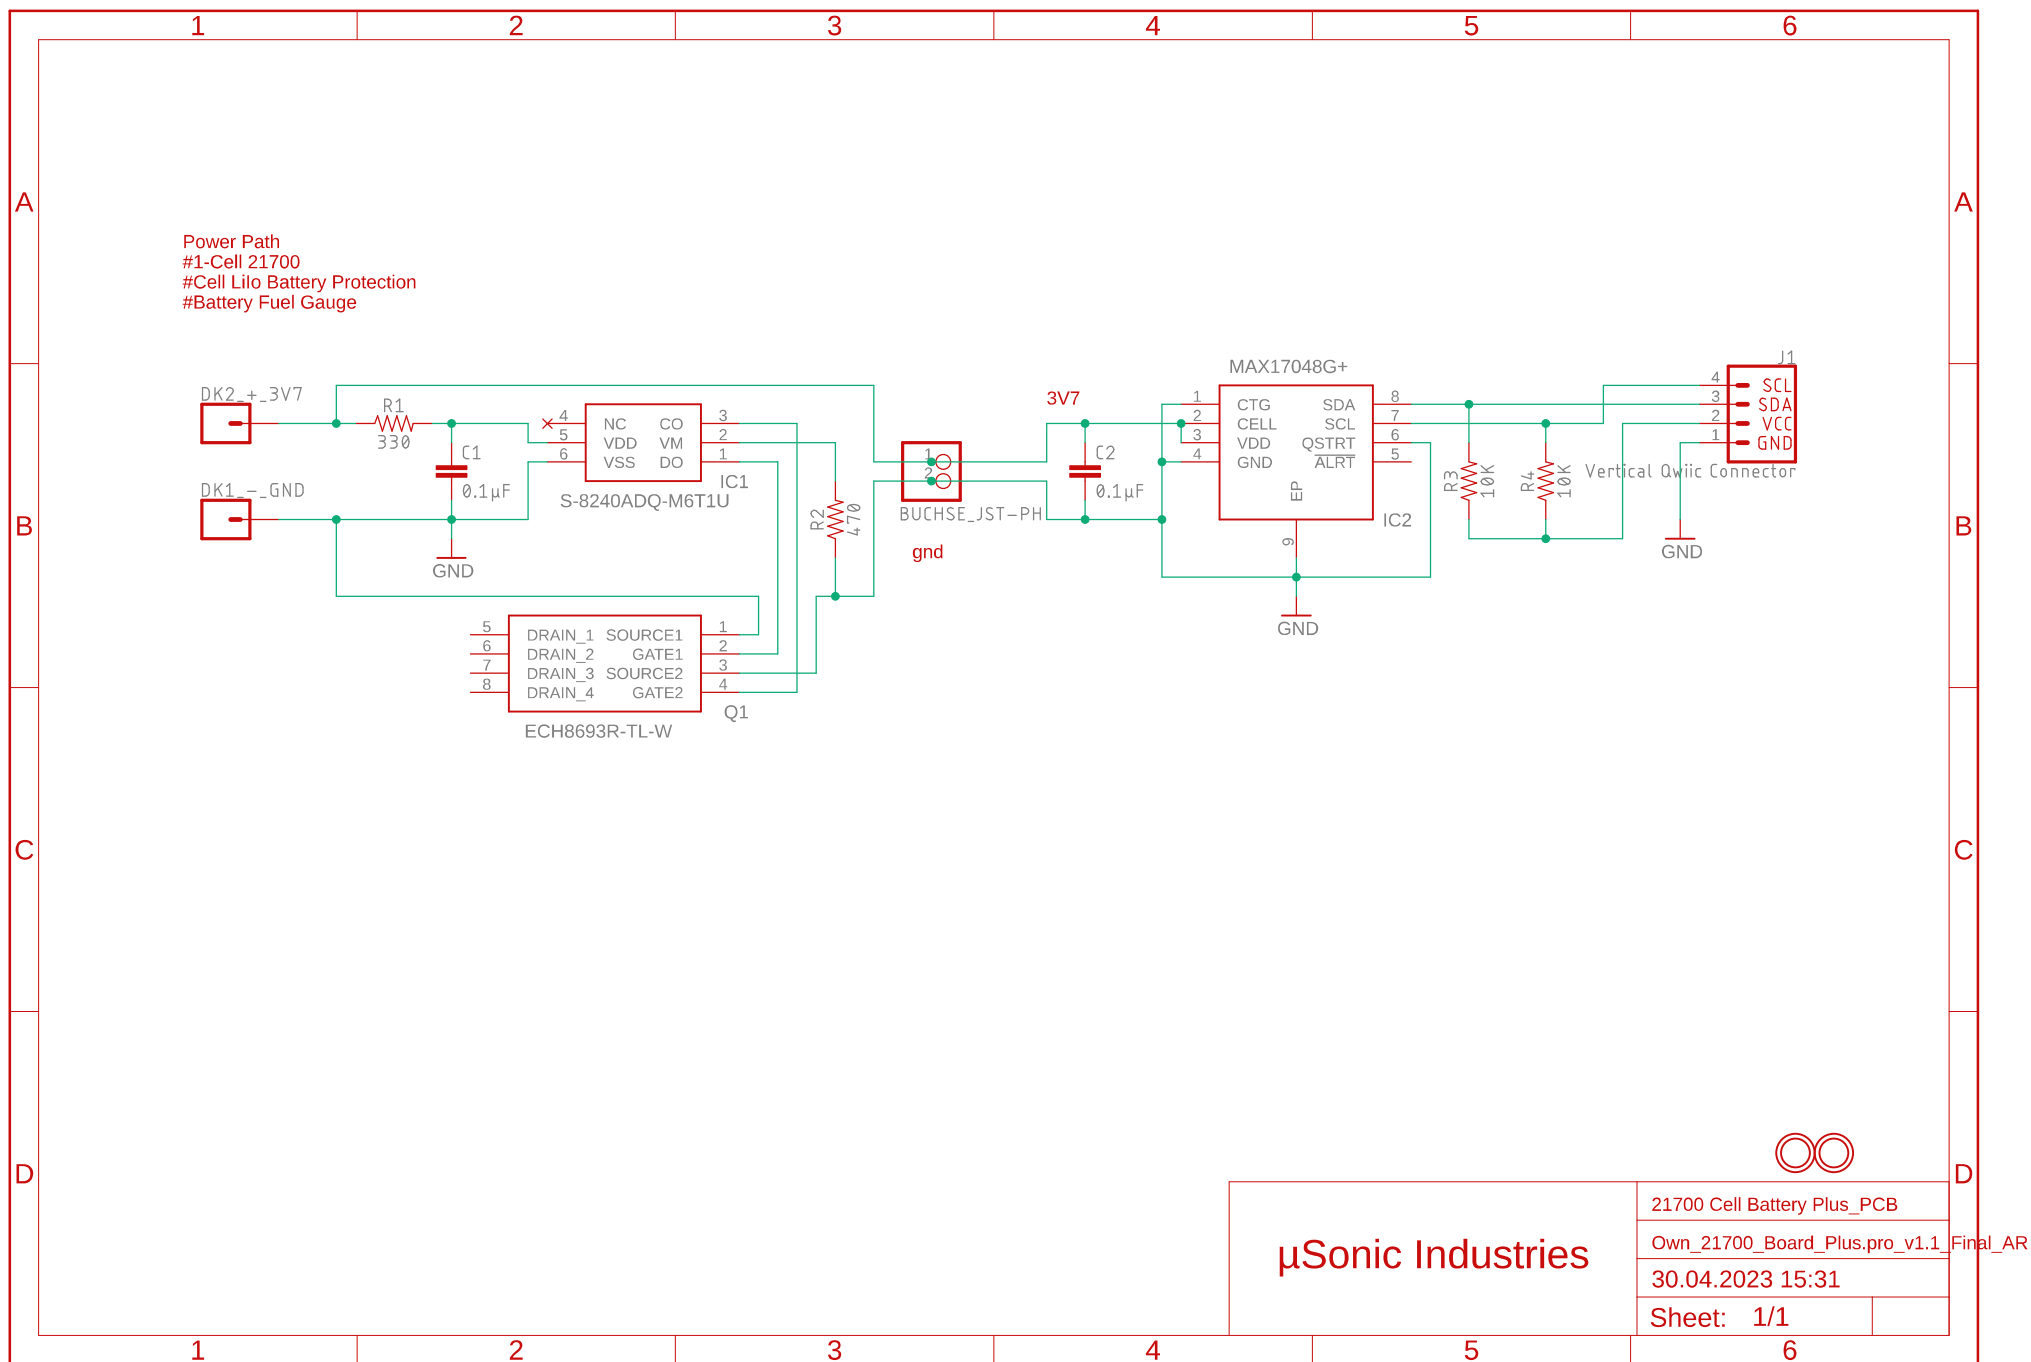 1 2 3 4 5 6
A A
Power Path
#1-Cell 21700
#Cell LiIo Battery Protection
#Battery Fuel Gauge
DK2_+_3V7
R1
330
C1
0.1µF
DK1_-_GND
GND
4 NC CO 3
5 VDD VM 2
6 VSS DO 1
IC1
S-8240ADQ-M6T1U
R2
470
1
2
BUCHSE_JST-PH
gnd
3V7
C2
0.1µF
MAX17048G+
1 CTG SDA 8
2 CELL SCL 7
3 VDD QSTRT 6
4 GND ALRT 5
EP
9
IC2
GND
R3
10K
R4
10K
J1
4 SCL
3 SDA
2 VCC
1 GND
Vertical Qwiic Connector
GND
B B
5 DRAIN_1 SOURCE1 1
6 DRAIN_2 GATE1 2
7 DRAIN_3 SOURCE2 3
8 DRAIN_4 GATE2 4
Q1
ECH8693R-TL-W
C C
D D
µSonic Industries
21700 Cell Battery Plus_PCB
Own_21700_Board_Plus.pro_v1.1_Final_AR
30.04.2023 15:31
Sheet: 1/1
1 2 3 4 5 6